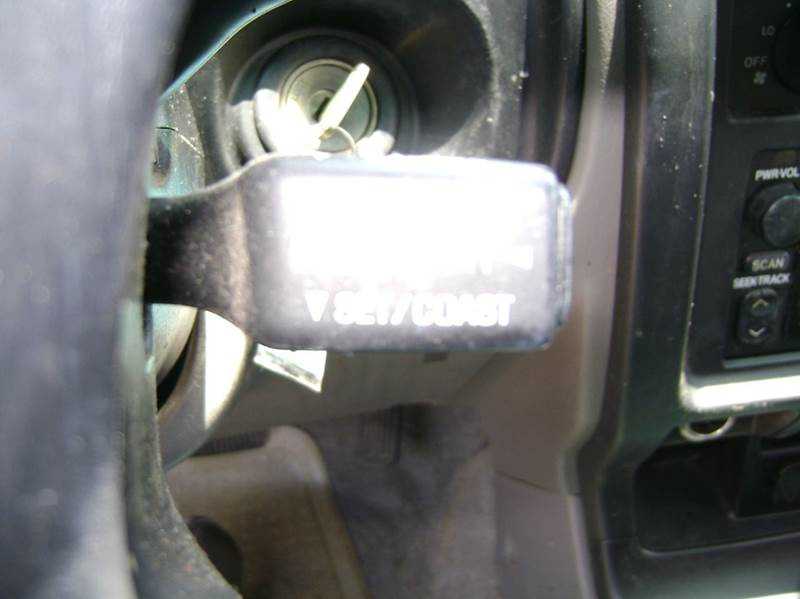 LO
OFF
PWR·VOL
SCAN
SEEK/TRACK
▼ SET/COAST